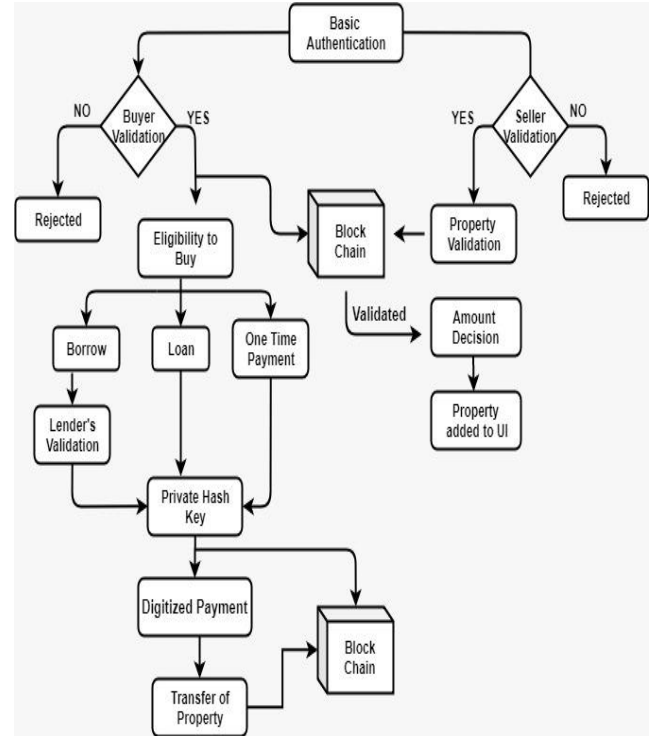 Basic
Authentication
NO
Buyer
Validation
YES
YES
Seller
Validation
NO
Rejected
Eligibility to
Buy
Block
Chain
Property
Validation
Rejected
Borrow
Loan
One Time
Payment
Validated
Amount
Decision
Lender's
Validation
Property
added to UI
Private Hash
Key
Digitized Payment
Block
Chain
Transfer of
Property